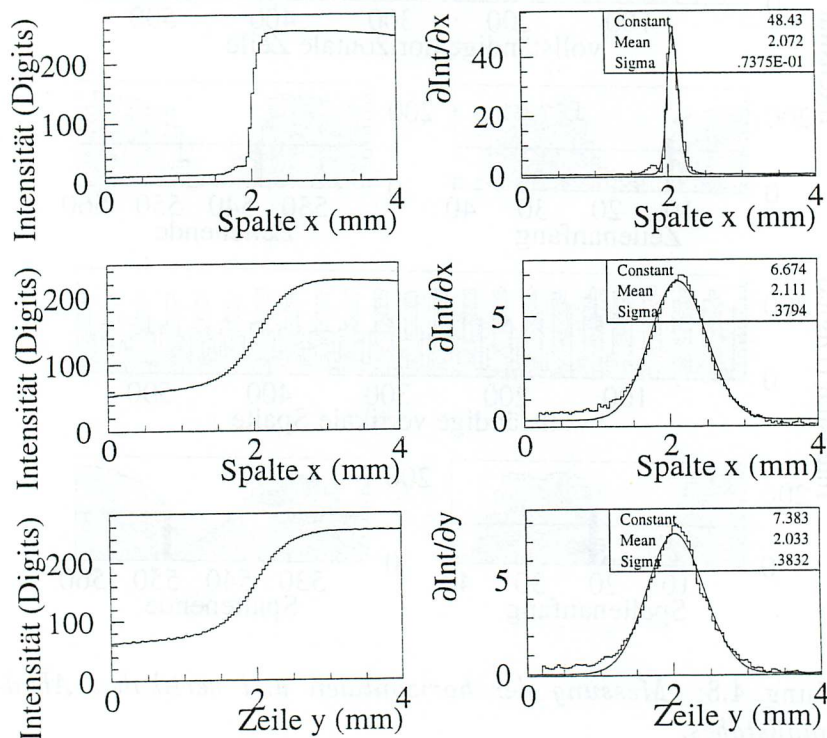 Intensität (Digits)
200
100
0
0
2
4
Spalte x (mm)
∂Int/∂x
40
20
0
0
2
4
Spalte x (mm)
Constant 48.43
Mean 2.072
Sigma .7375E-01
Intensität (Digits)
200
100
0
0
2
4
Spalte x (mm)
∂Int/∂x
5
0
0
2
4
Spalte x (mm)
Constant 6.674
Mean 2.111
Sigma .3794
Intensität (Digits)
200
100
0
0
2
4
Zeile y (mm)
∂Int/∂y
5
0
0
2
4
Zeile y (mm)
Constant 7.383
Mean 2.033
Sigma .3832